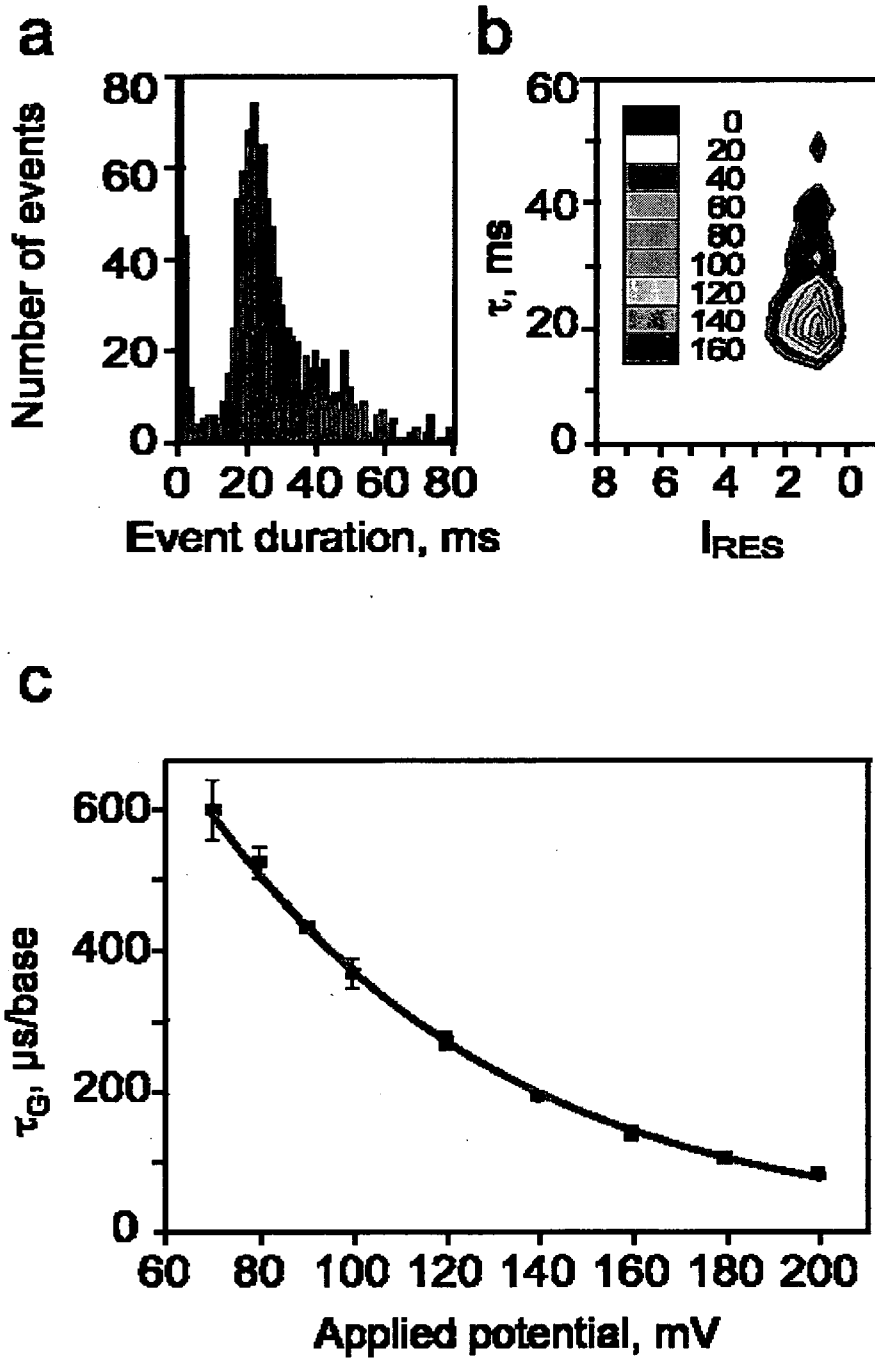 a
Number of events
80
60
40
20
0
0 20 40 60 80
Event duration, ms
b
τ, ms
60
40
20
0
0
20
40
60
80
100
120
140
160
8 6 4 2 0
IRES
c
τG, µs/base
600
400
200
0
60 80 100 120 140 160 180 200
Applied potential, mV